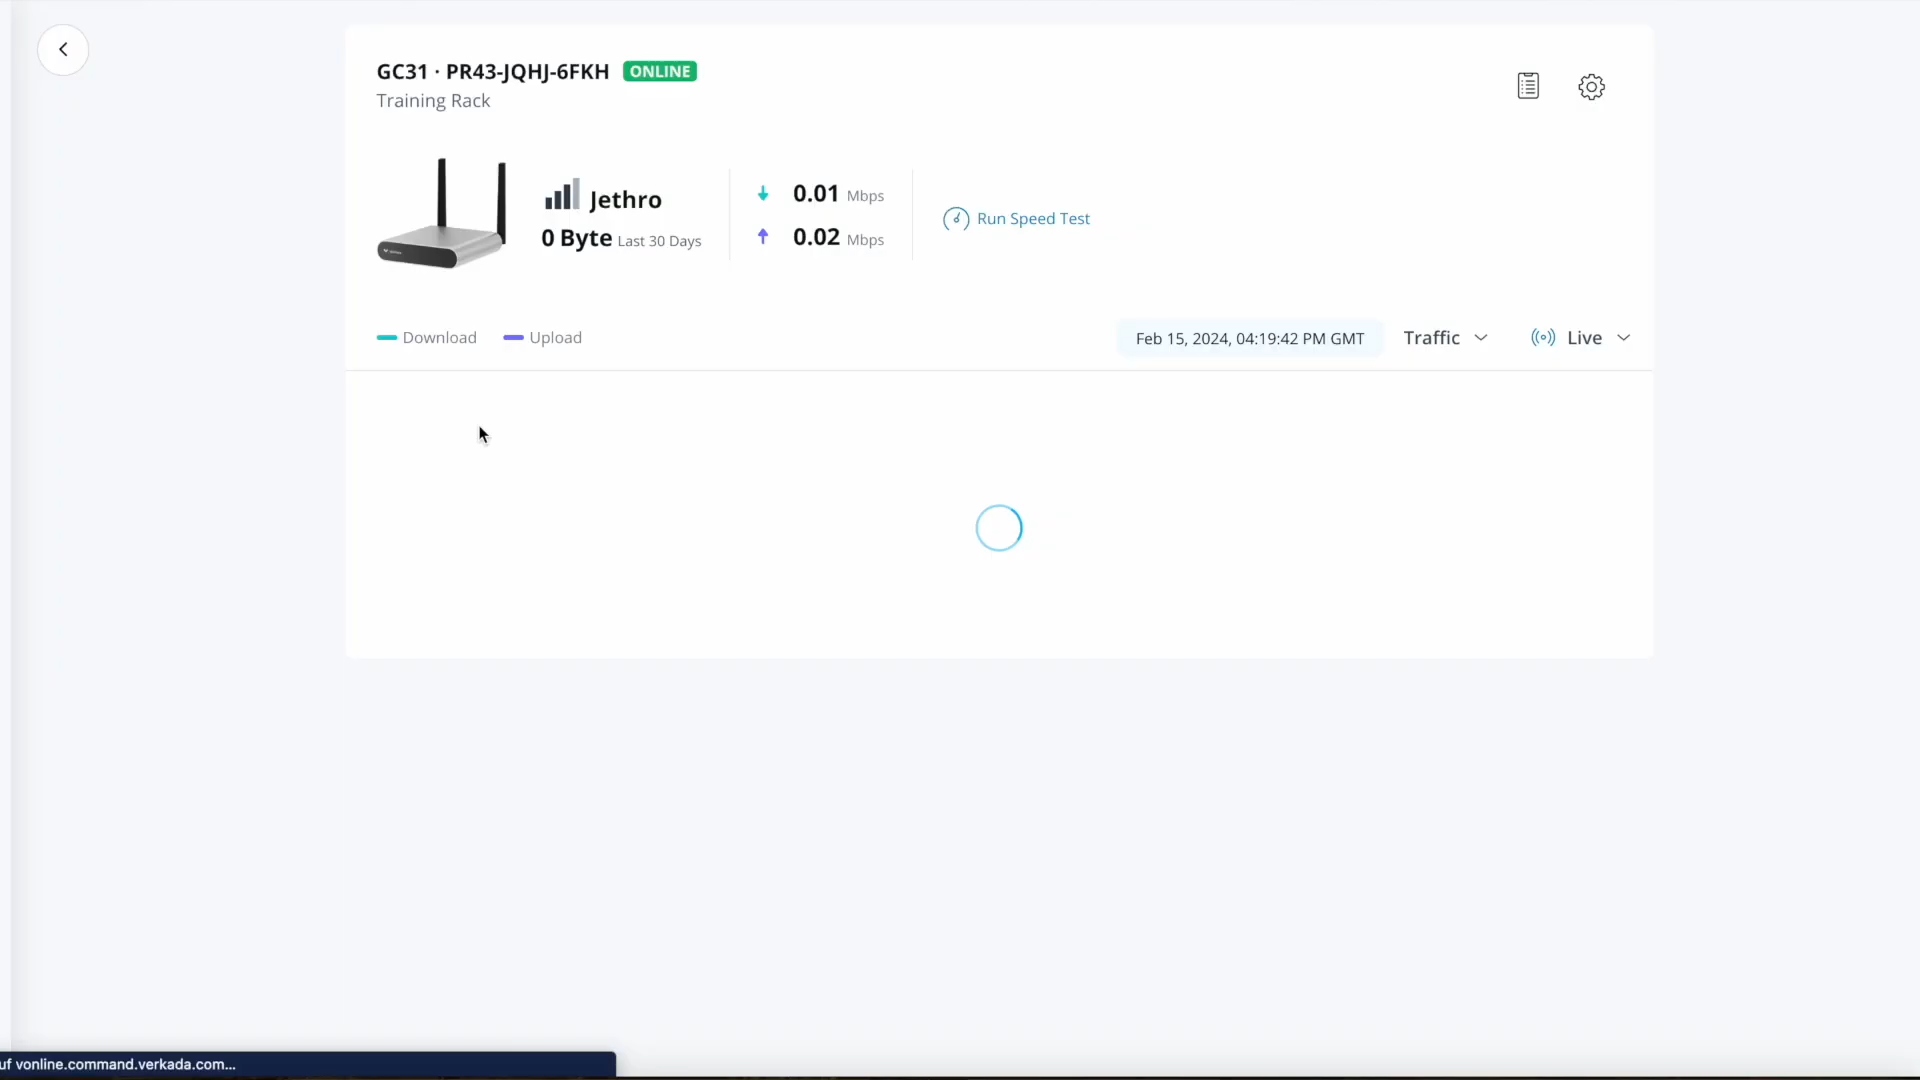 GC31 · PR43-JQHJ-6FKH ONLINE
Training Rack
Jethro
0 Byte Last 30 Days
0.01 Mbps
0.02 Mbps
Run Speed Test
Download Upload
Feb 15, 2024, 04:19:42 PM GMT Traffic Live
uf vonline.command.verkada.com...